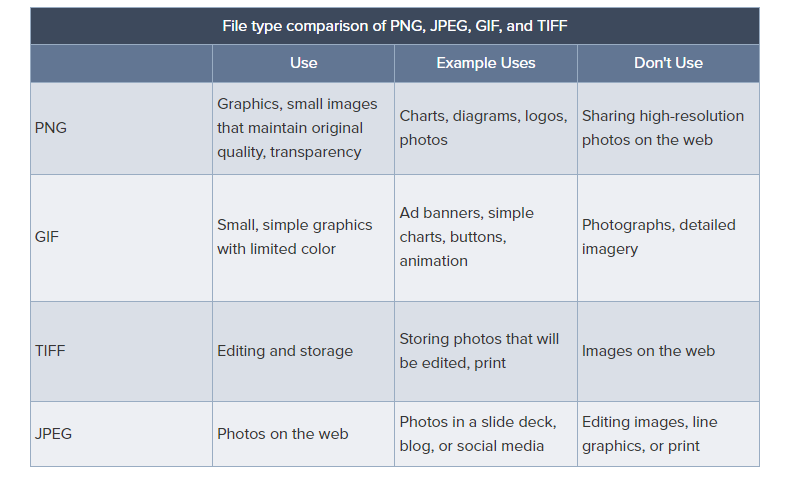 File type comparison of PNG, JPEG, GIF, and TIFF
Use
Example Uses
Don't Use
PNG
Graphics, small images
that maintain original
quality, transparency
Charts, diagrams, logos,
photos
Sharing high-resolution
photos on the web
GIF
Small, simple graphics
with limited color
Ad banners, simple
charts, buttons,
animation
Photographs, detailed
imagery
TIFF
Editing and storage
Storing photos that will
be edited, print
Images on the web
JPEG
Photos on the web
Photos in a slide deck,
blog, or social media
Editing images, line
graphics, or print